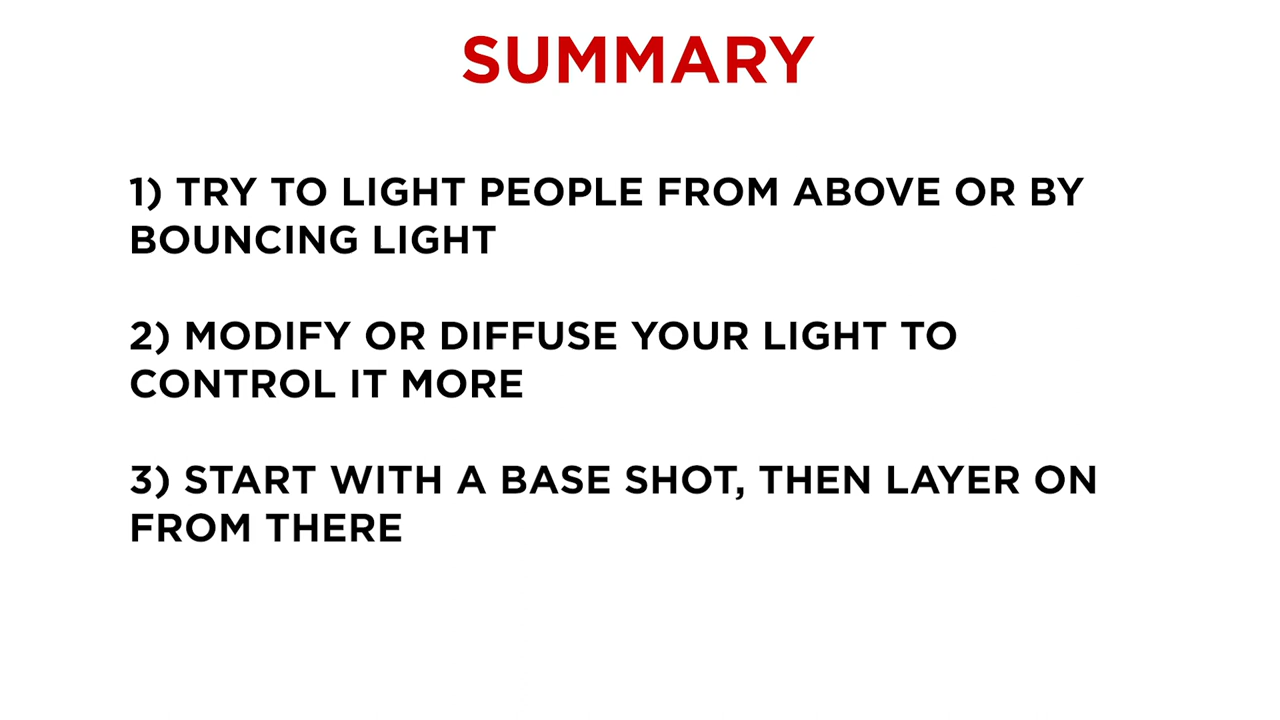 SUMMARY
1) TRY TO LIGHT PEOPLE FROM ABOVE OR BY
BOUNCING LIGHT
2) MODIFY OR DIFFUSE YOUR LIGHT TO
CONTROL IT MORE
3) START WITH A BASE SHOT, THEN LAYER ON
FROM THERE